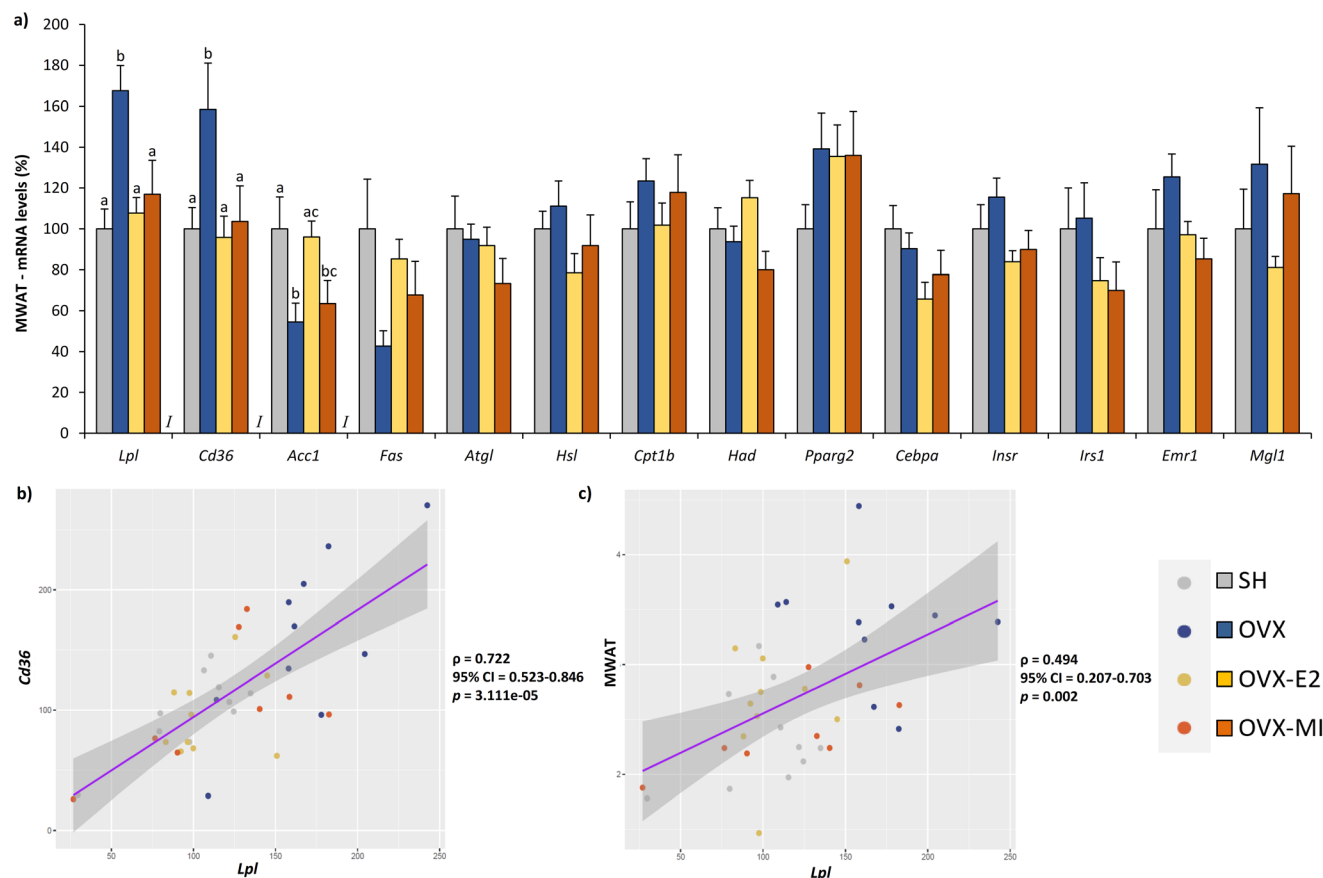 a)
MWAT - mRNA levels (%)
200
180
160
140
120
100
80
60
40
20
0
a b a a
a b a a
a b ac bc
I I I
Lpl Cd36 Acc1 Fas Atgl Hsl Cpt1b Had Pparg2 Cebpa Insr Irs1 Emr1 Mgl1
b)
Cd36
200
100
0
50 100 150 200 250
Lpl
ρ = 0.722
95% CI = 0.523-0.846
p = 3.111e-05
c)
MWAT
4
2
50 100 150 200 250
Lpl
ρ = 0.494
95% CI = 0.207-0.703
p = 0.002
SH
OVX
OVX-E2
OVX-MI